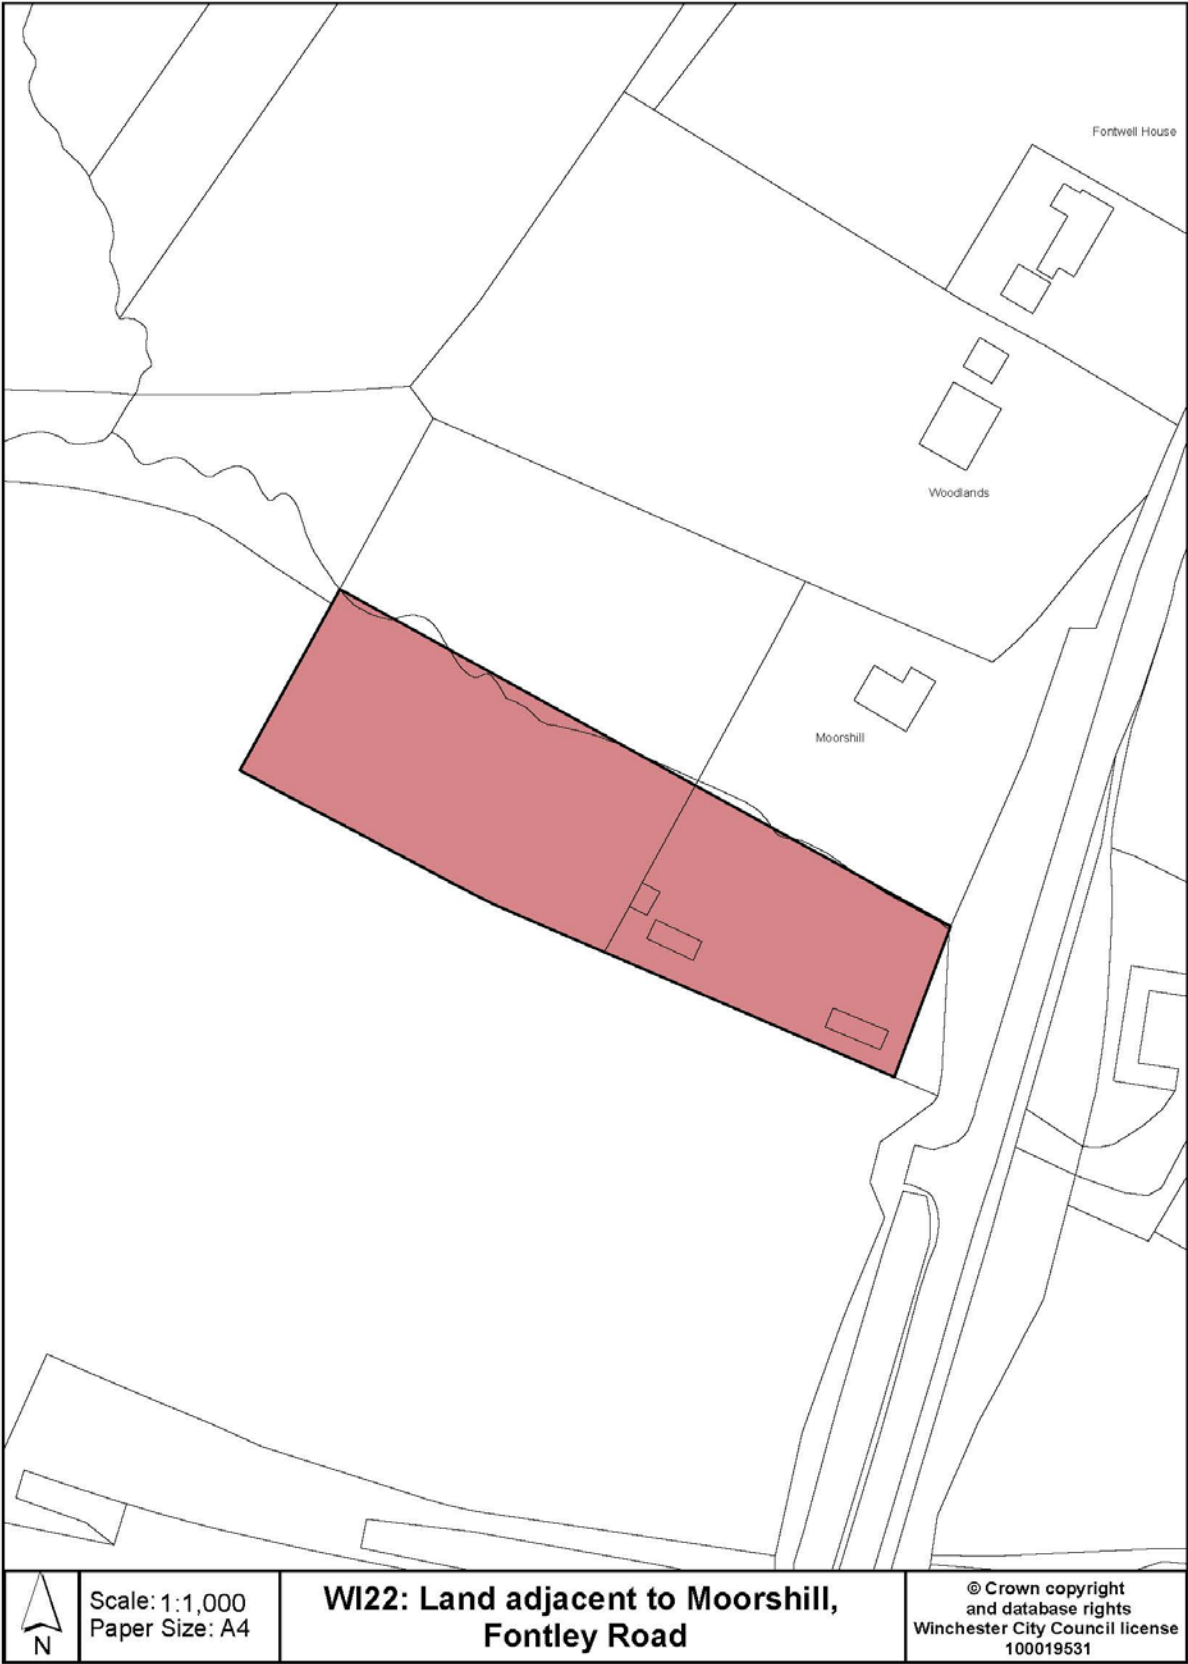 Fontwell House
Woodlands
Moorshill
N
Scale: 1:1,000
Paper Size: A4
WI22: Land adjacent to Moorshill,
Fontley Road
© Crown copyright
and database rights
Winchester City Council license
100019531